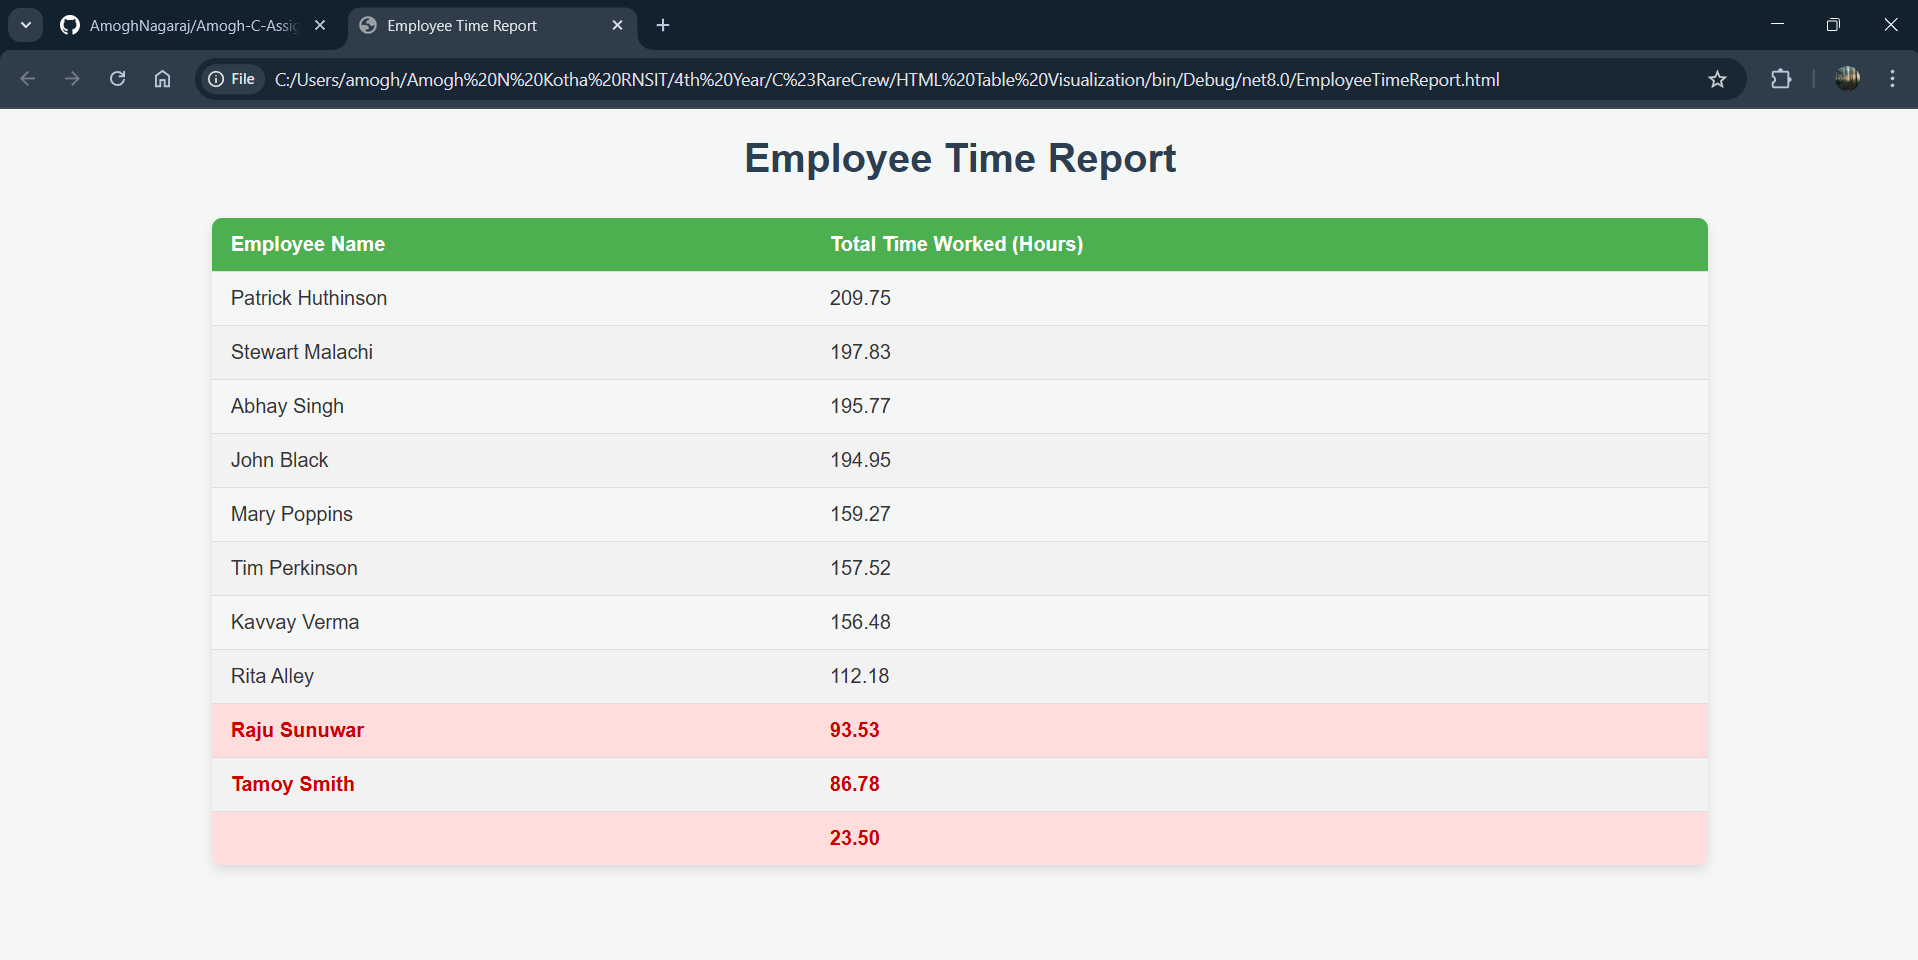 AmoghNagaraj/Amogh-C-Assig
Employee Time Report
File
C:/Users/amogh/Amogh%20N%20Kotha%20RNSIT/4th%20Year/C%23RareCrew/HTML%20Table%20Visualization/bin/Debug/net8.0/EmployeeTimeReport.html
Employee Time Report
Employee Name Total Time Worked (Hours)
Patrick Huthinson 209.75
Stewart Malachi 197.83
Abhay Singh 195.77
John Black 194.95
Mary Poppins 159.27
Tim Perkinson 157.52
Kavvay Verma 156.48
Rita Alley 112.18
Raju Sunuwar 93.53
Tamoy Smith 86.78
23.50